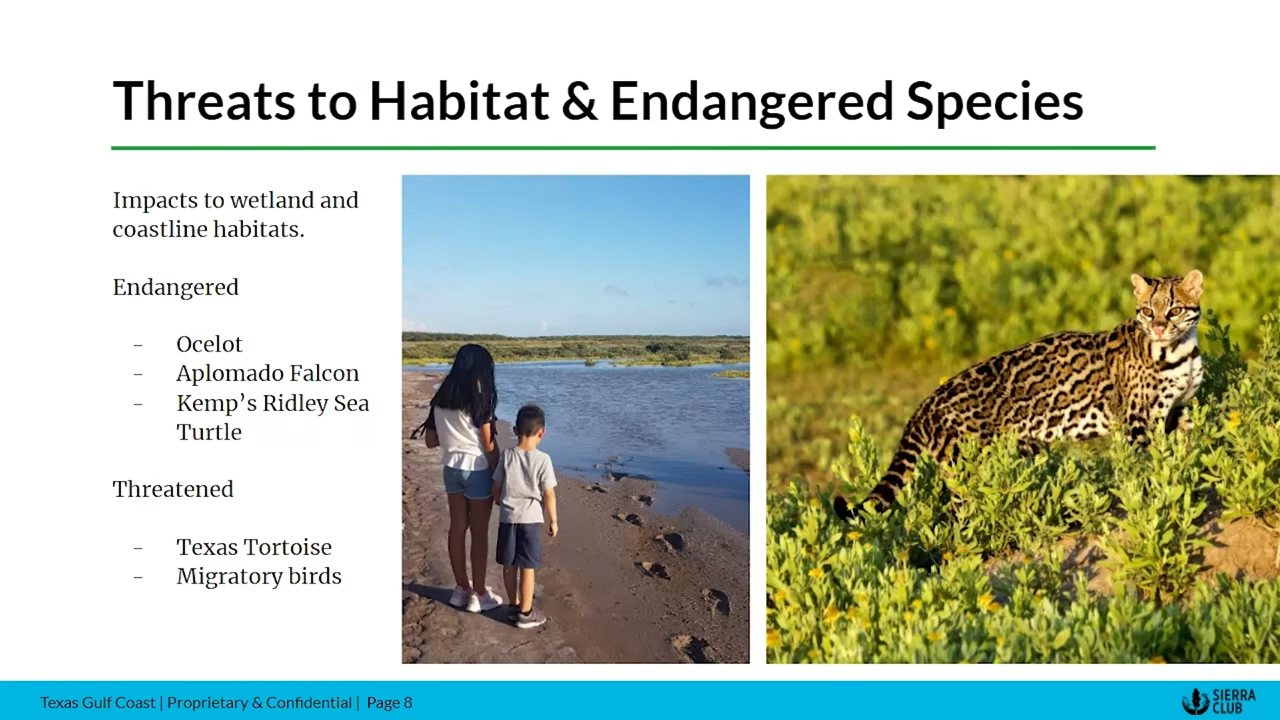 Threats to Habitat & Endangered Species
Impacts to wetland and
coastline habitats.
Endangered
- Ocelot
- Aplomado Falcon
- Kemp’s Ridley Sea
Turtle
Threatened
- Texas Tortoise
- Migratory birds
Texas Gulf Coast | Proprietary & Confidential | Page 8
SIERRA
CLUB